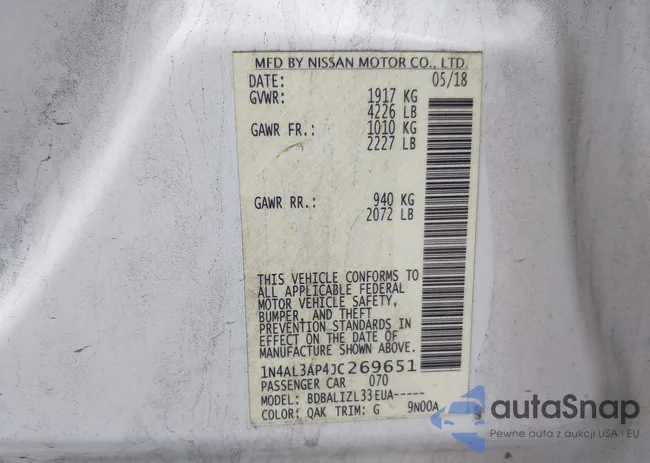 MFD BY NISSAN MOTOR CO., LTD.
DATE: 05/18
GVWR: 1917 KG
4226 LB
GAWR FR.: 1010 KG
2227 LB
GAWR RR.: 940 KG
2072 LB
THIS VEHICLE CONFORMS TO
ALL APPLICABLE FEDERAL
MOTOR VEHICLE SAFETY,
BUMPER, AND THEFT
PREVENTION STANDARDS IN
EFFECT ON THE DATE OF
MANUFACTURE SHOWN ABOVE.
1N4AL3AP4JC269651
PASSENGER CAR 070
MODEL: BDBALIZL33EUA-----
COLOR: QAK TRIM: G 9N00A
autoSnap
Pewne auta z aukcji USA i EU